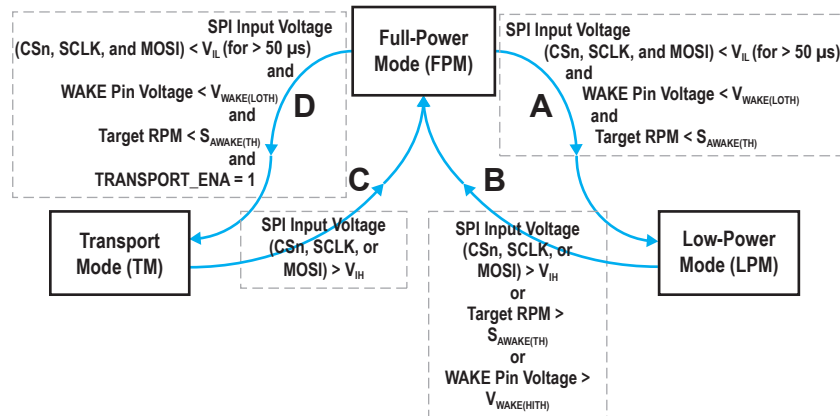 SPI Input Voltage
(CSn, SCLK, and MOSI) < VIL (for > 50 µs)
and
WAKE Pin Voltage < VWAKE(LOTH)
and
Target RPM < SAWAKE(TH)
and
TRANSPORT_ENA = 1
D
Full-Power
Mode (FPM)
SPI Input Voltage
(CSn, SCLK, and MOSI) < VIL (for > 50 µs)
and
WAKE Pin Voltage < VWAKE(LOTH)
and
Target RPM < SAWAKE(TH)
A
C
B
Transport
Mode (TM)
SPI Input Voltage
(CSn, SCLK, or
MOSI) > VIH
SPI Input Voltage
(CSn, SCLK, or
MOSI) > VIH
or
Target RPM >
SAWAKE(TH)
or
WAKE Pin Voltage >
VWAKE(HITH)
Low-Power
Mode (LPM)